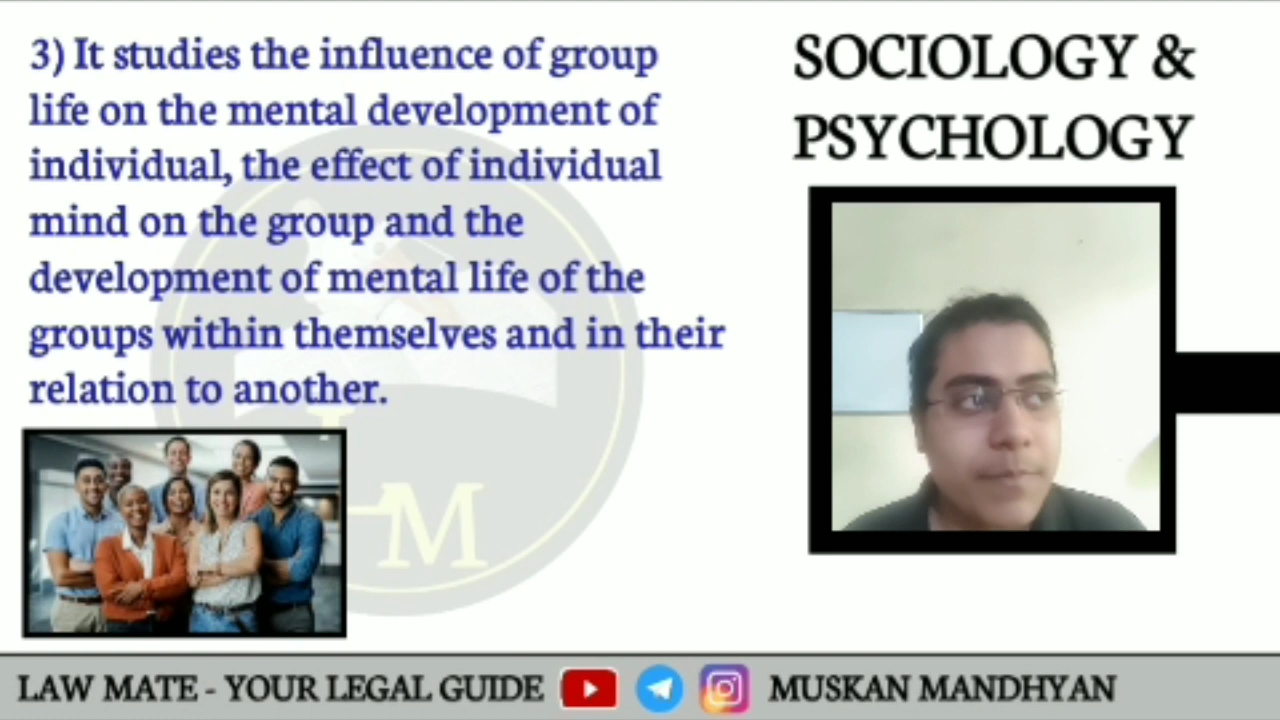 3) It studies the influence of group
life on the mental development of
individual, the effect of individual
mind on the group and the
development of mental life of the
groups within themselves and in their
relation to another.
SOCIOLOGY &
PSYCHOLOGY
L M
LAW MATE - YOUR LEGAL GUIDE
MUSKAN MANDHYAN